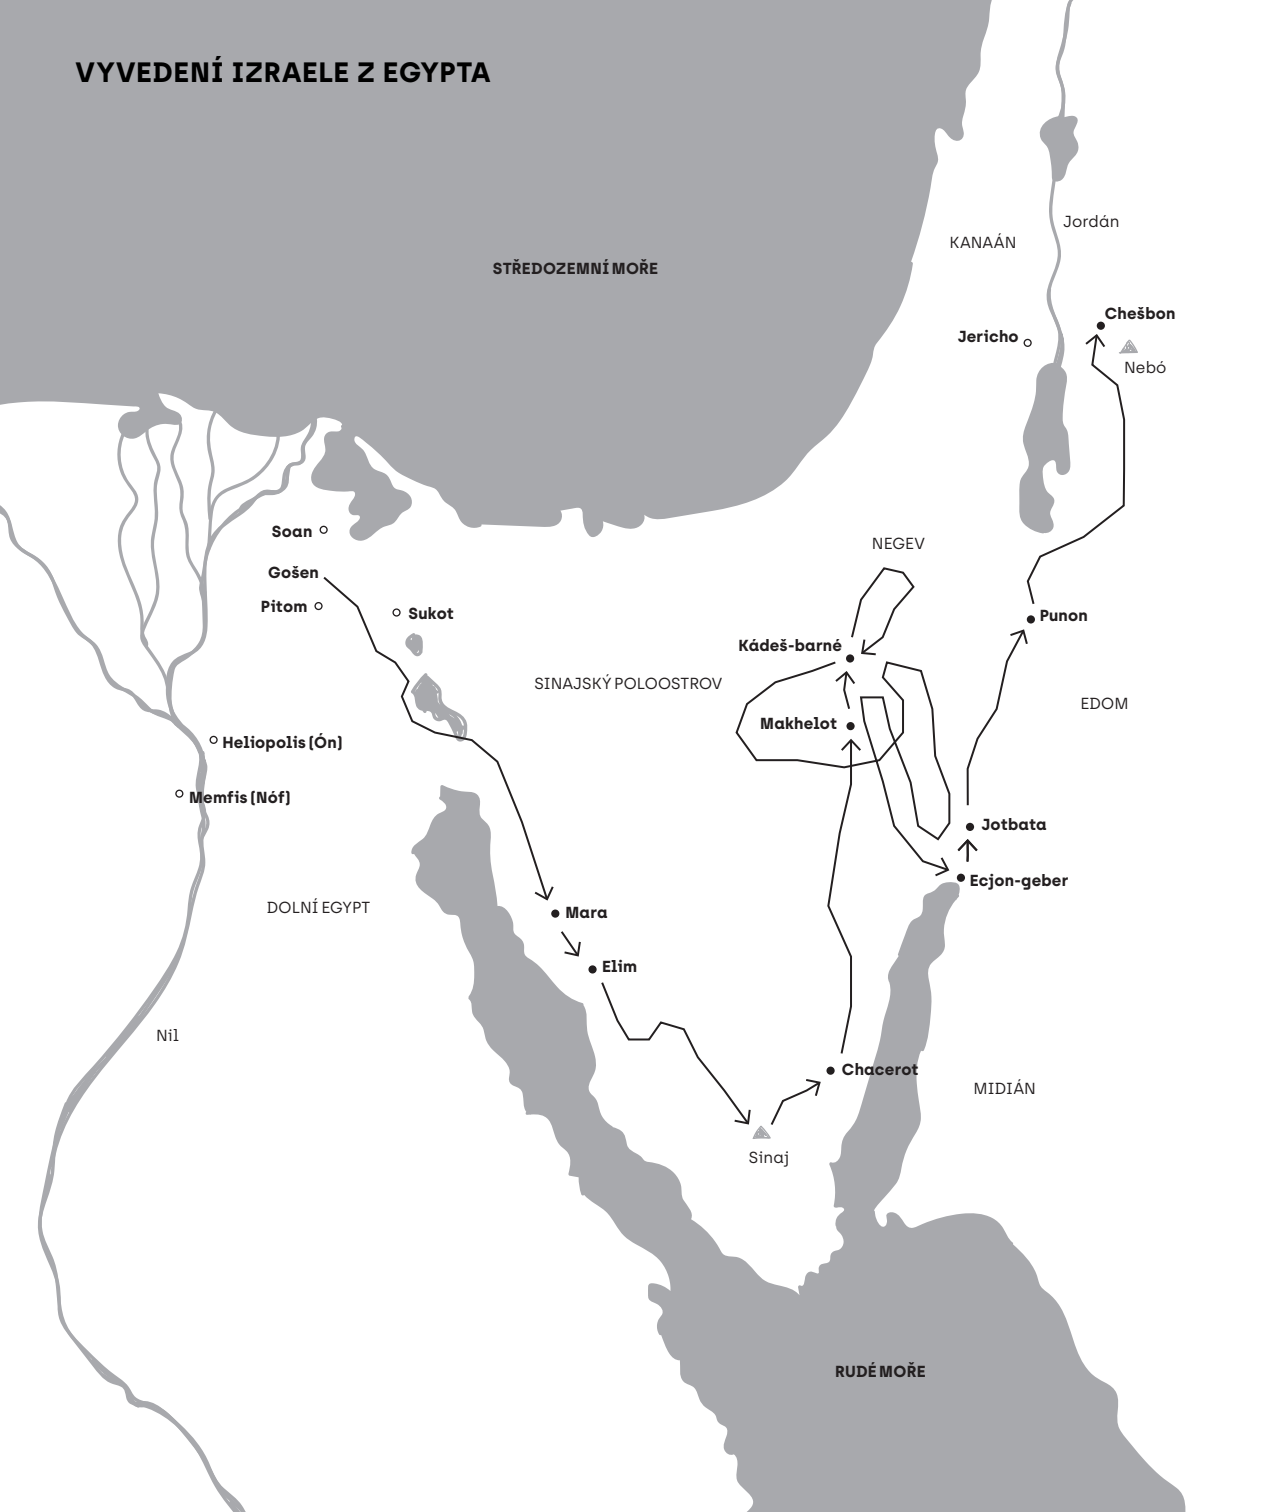 VYVEDENÍ IZRAELE Z EGYPTA
Jordán
KANAÁN
STŘEDOZEMNÍ MOŘE
Chešbon
Jericho
Nebó
Soan
NEGEV
Gošen
Pitom
Sukot
Punon
Kádeš-barné
SINAJSKÝ POLOOSTROV
EDOM
Makhelot
Heliopolis (Ón)
Memfis (Nóf)
Jotbata
Ecjon-geber
DOLNÍ EGYPT
Mara
Elim
Nil
Chacerot
MIDIÁN
Sinaj
RUDÉ MOŘE